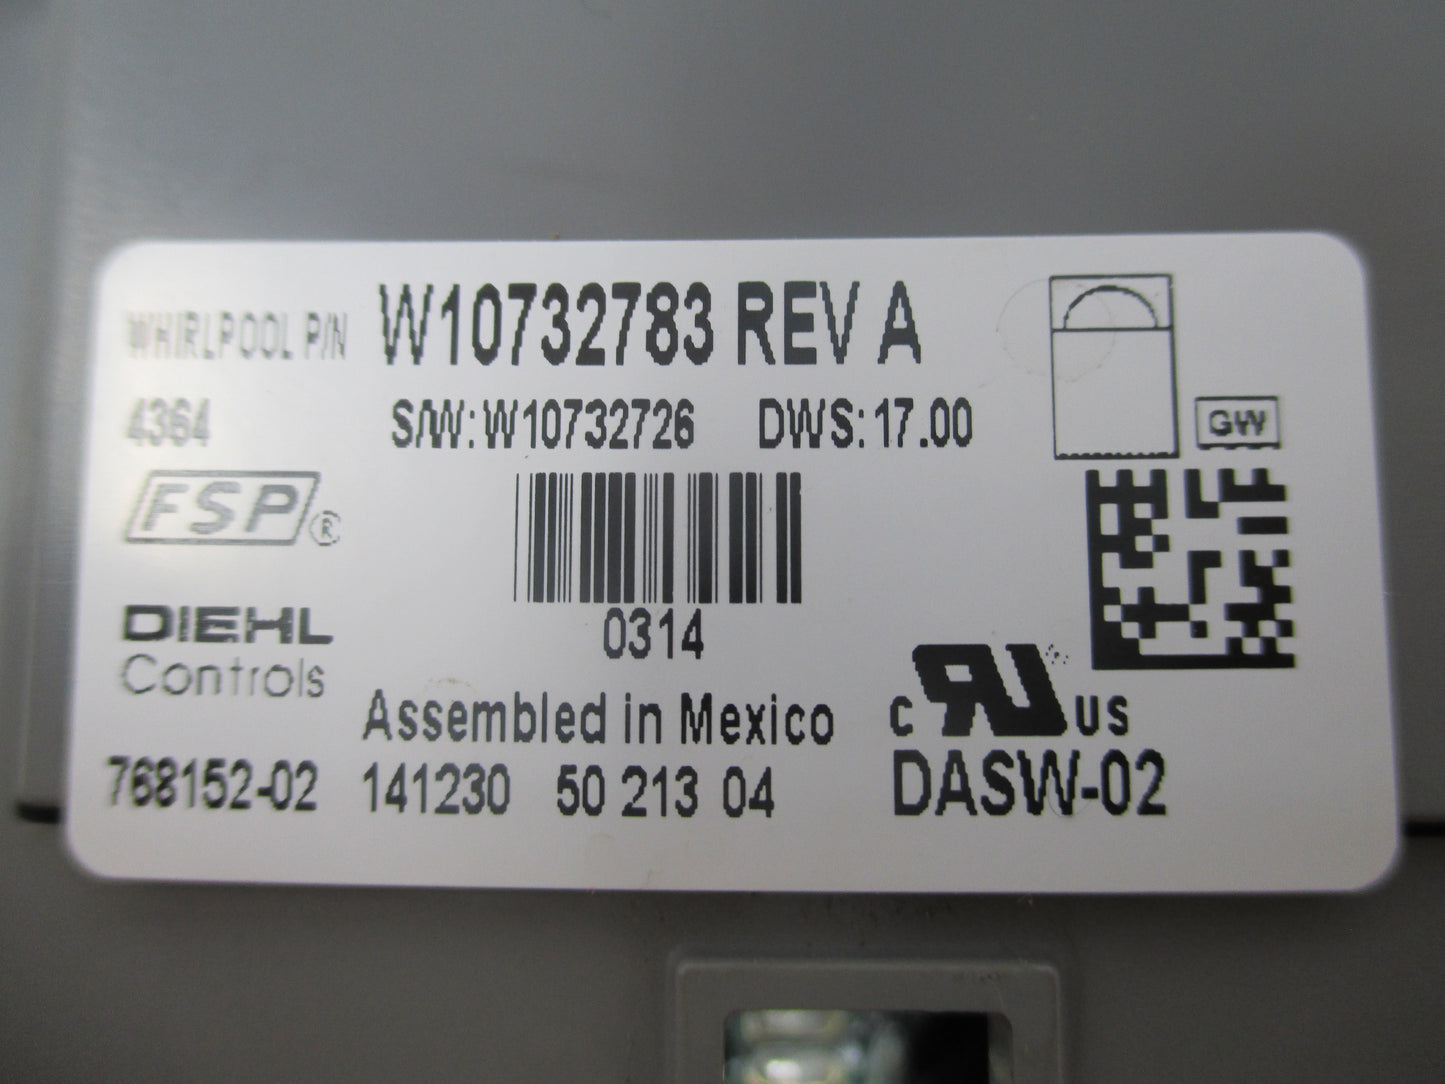 WHIRLPOOL P/N W10732783 REV A
4364 S/W: W10732726 DWS: 17.00
GW
FSP®
0314
DIEHL
Controls
Assembled in Mexico
c RU us
768152-02 141230 50 213 04 DASW-02